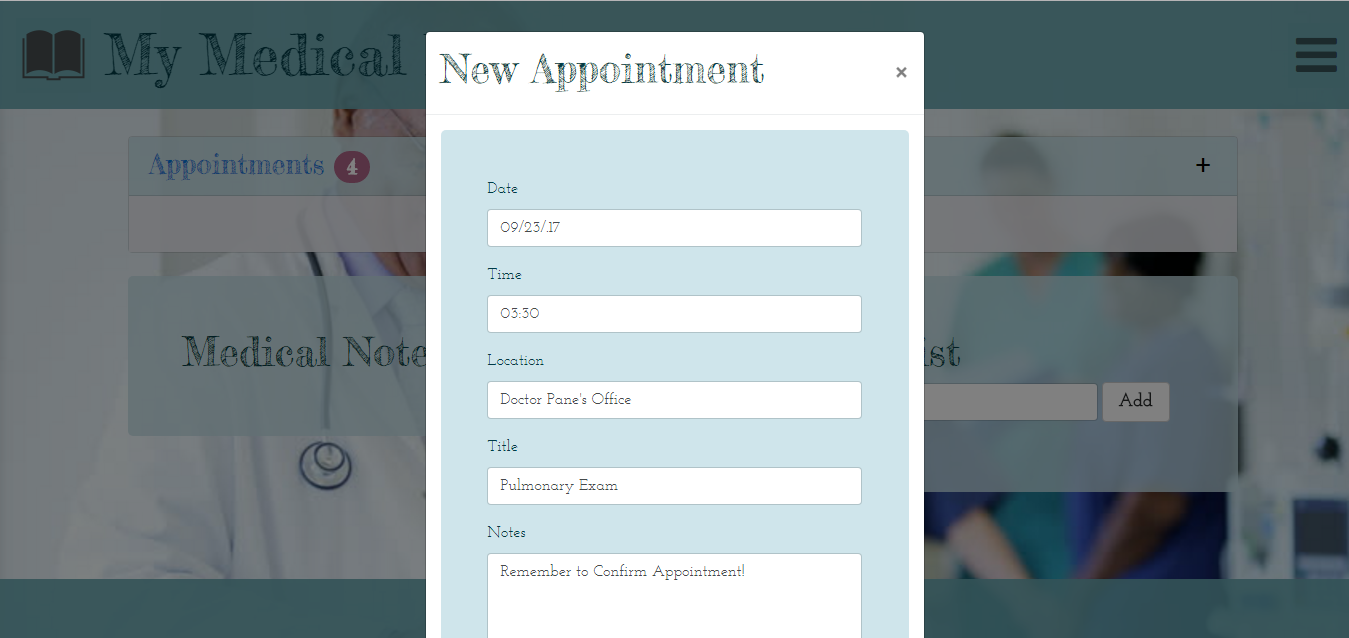 My Medical
New Appointment
×
Appointments 4
+
Date
09/23/.17
Time
03:30
Location
Doctor Pane's Office
Medical Note
ist
Add
Title
Pulmonary Exam
Notes
Remember to Confirm Appointment!